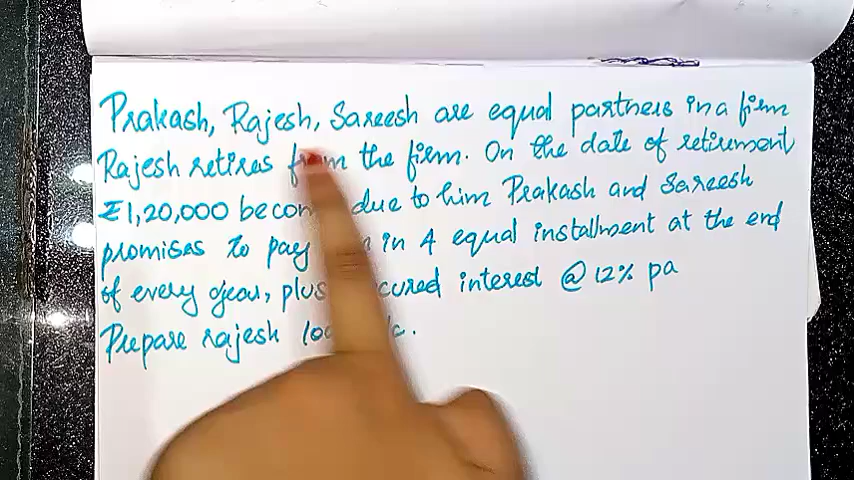 Prakash, Rajesh, Sareesh are equal partners in a firm
Rajesh retires from the firm. On the date of retirement
₹1,20,000 due to him Prakash and Sareesh
promises to pay in 4 equal installment at the end
of every year, plus interest @ 12% pa
Prepare rajesh